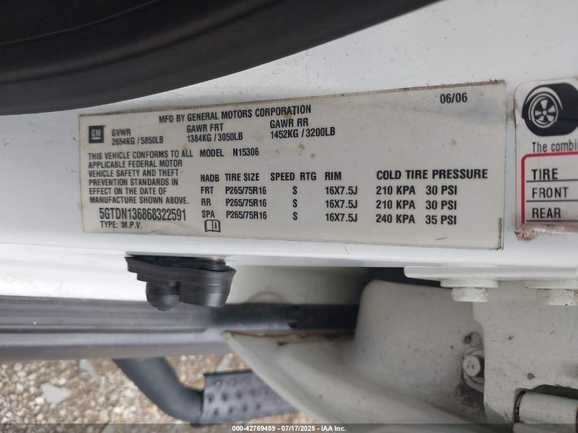 06/06
MFD BY GENERAL MOTORS CORPORATION
GM
GVWR GAWR FRT GAWR RR
2654KG / 5850LB 1384KG / 3050LB 1452KG / 3200LB
THIS VEHICLE CONFORMS TO ALL
APPLICABLE FEDERAL MOTOR
VEHICLE SAFETY AND THEFT
PREVENTION STANDARDS IN
EFFECT ON THE DATE OF
MANUFACTURE SHOWN ABOVE
5GTDN136868322591
TYPE: M.P.V.
MODEL N15306
NADB TIRE SIZE SPEED RTG RIM COLD TIRE PRESSURE
FRT P265/75R16 S 16X7.5J 210 KPA 30 PSI
RR P265/75R16 S 16X7.5J 210 KPA 30 PSI
SPA P265/75R16 S 16X7.5J 240 KPA 35 PSI
The combin
TIRE
FRONT
REAR
000-42769489 - 07/17/2025 - IAA Inc.